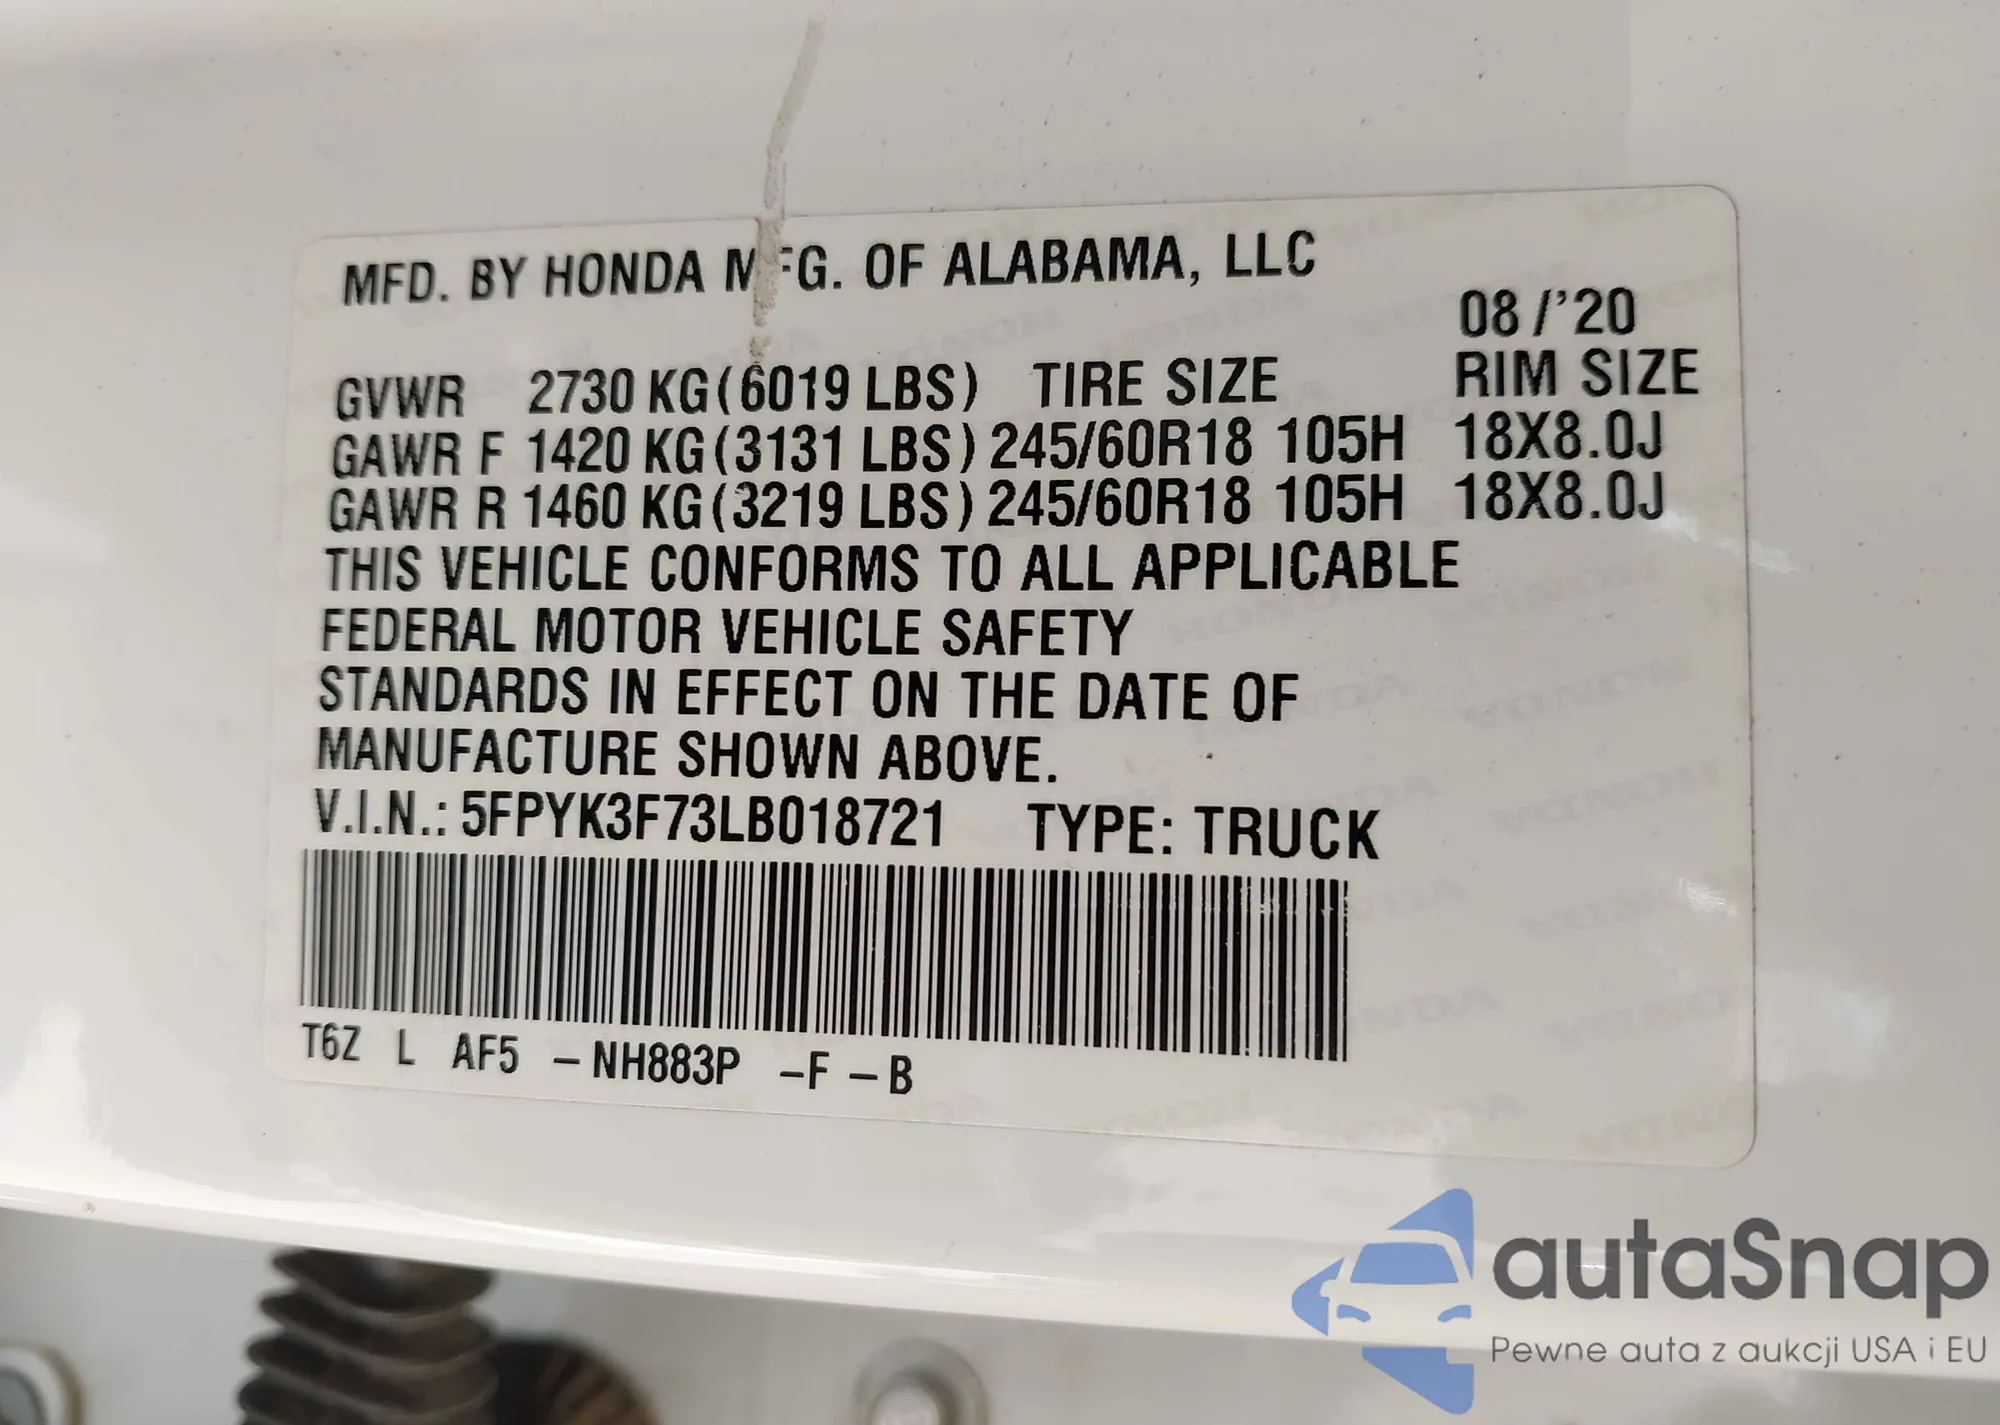 MFD. BY HONDA MFG. OF ALABAMA, LLC
08/'20
GVWR 2730 KG (6019 LBS) TIRE SIZE RIM SIZE
GAWR F 1420 KG (3131 LBS) 245/60R18 105H 18X8.0J
GAWR R 1460 KG (3219 LBS) 245/60R18 105H 18X8.0J
THIS VEHICLE CONFORMS TO ALL APPLICABLE
FEDERAL MOTOR VEHICLE SAFETY
STANDARDS IN EFFECT ON THE DATE OF
MANUFACTURE SHOWN ABOVE.
V.I.N.: 5FPYK3F73LB018721 TYPE: TRUCK
T6Z L AF5 –NH883P –F –B
autaSnap
Pewne auta z aukcji USA i EU